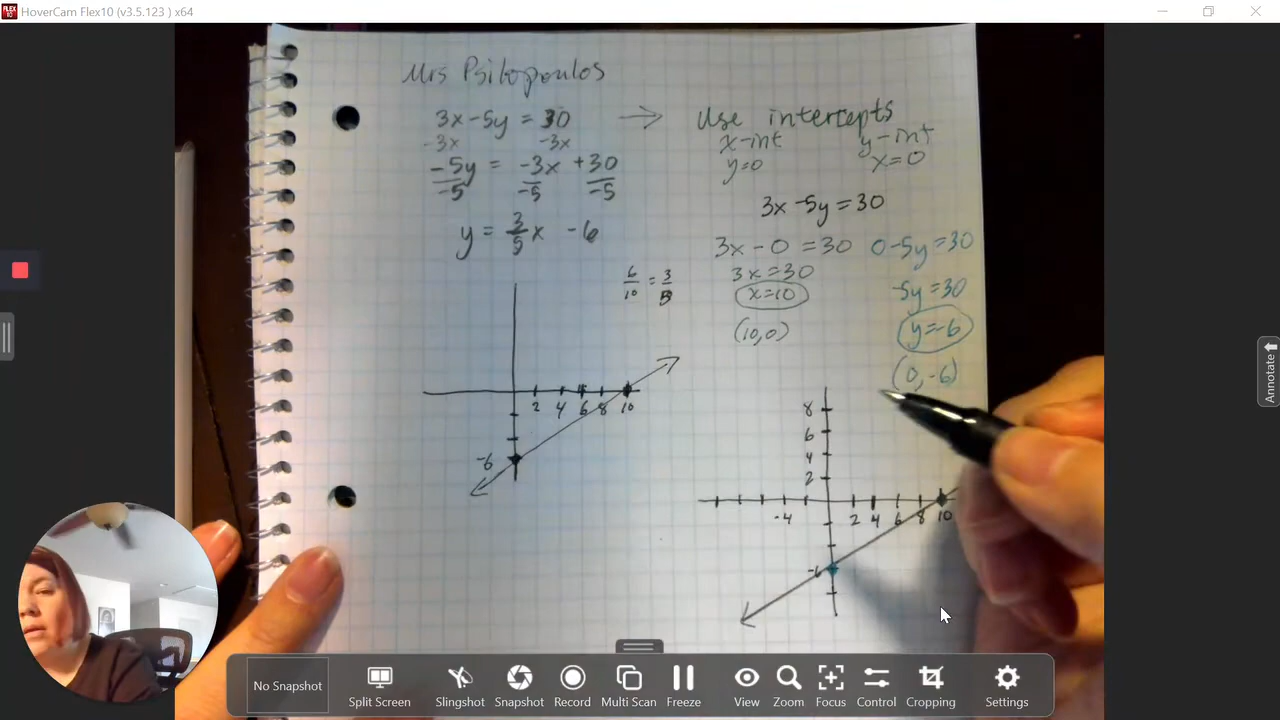 HoverCam Flex10 (v3.5.123) x64
Mrs Psilopoulos
3x-5y = 30
-3x -3x
-5y = -3x +30
-5 -5 -5
y = 3/5 x -6
6/10 = 3/5
2 4 6 8 10
-6
→ Use intercepts
x-int y-int
y=0 x=0
3x-5y=30
3x - 0 = 30
3x=30
x=10
(10,0)
0-5y=30
-5y=30
y=-6
(0,-6)
8
6
4
2
-4 2 4 6 8 10
-6
Annotate
No Snapshot
Split Screen
Slingshot
Snapshot
Record
Multi Scan
Freeze
View
Zoom
Focus
Control
Cropping
Settings